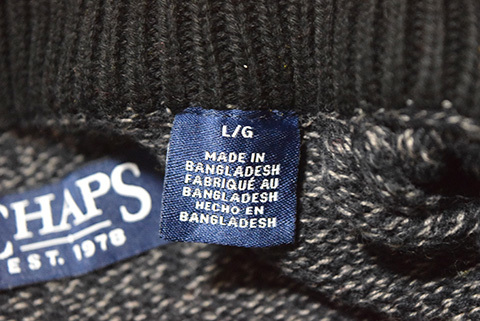 L/G
MADE IN
BANGLADESH
FABRIQUÉ AU
BANGLADESH
HECHO EN
BANGLADESH
CHAPS
EST. 1978